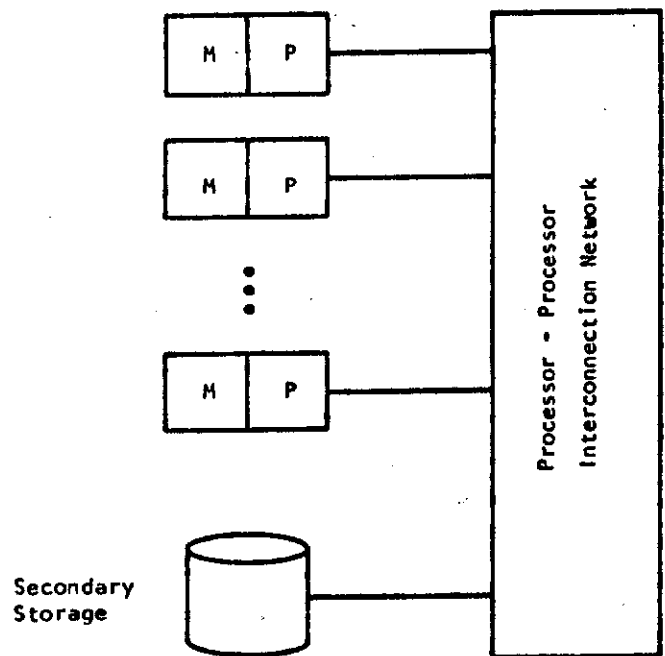 M P
M P
M P
Processor - Processor
Interconnection Network
Secondary
Storage